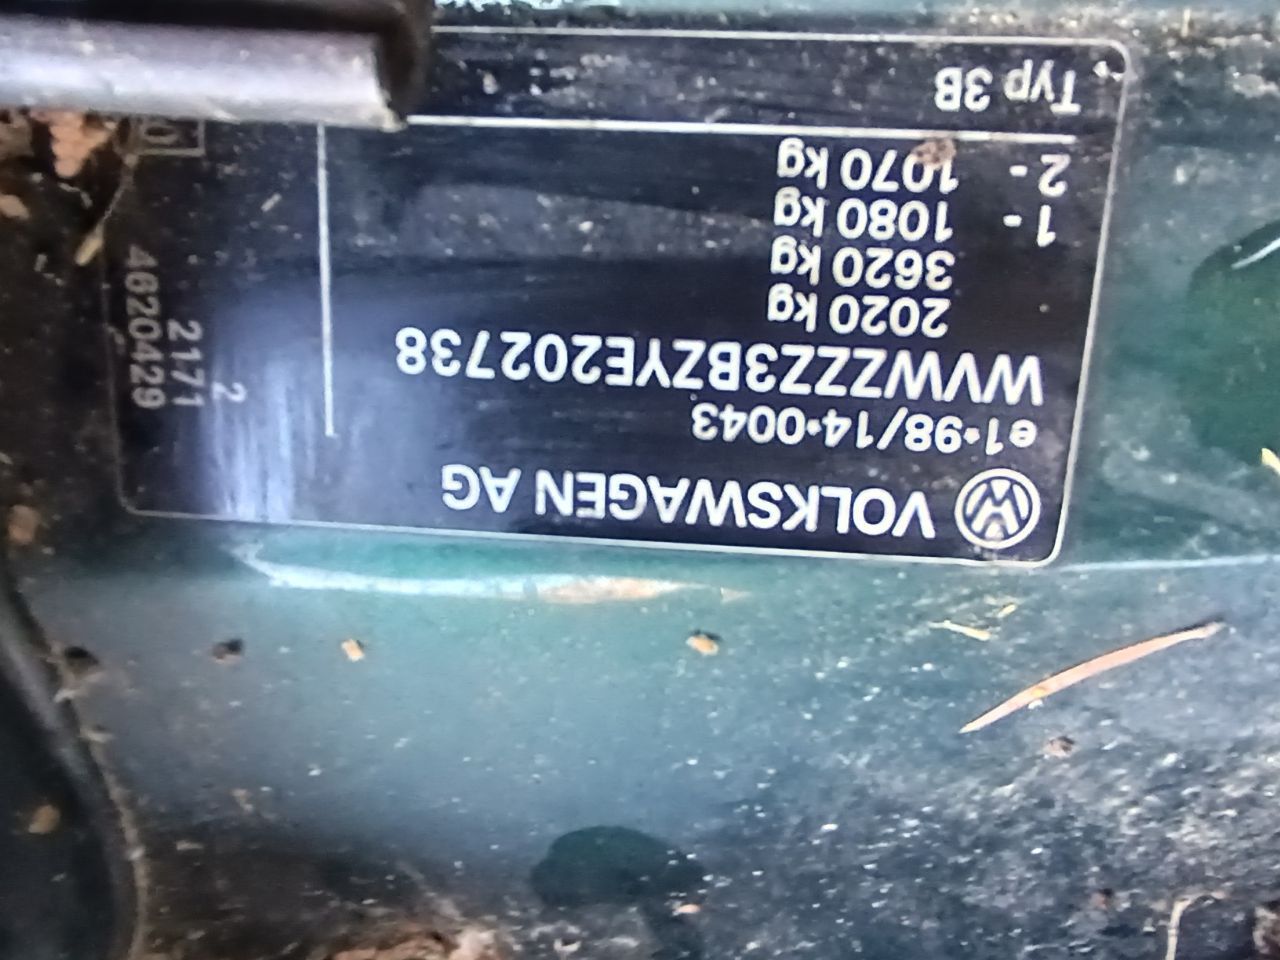 VOLKSWAGEN AG
e1*98/14*0043
WVWZZZ3BZYE202738
2020 kg
3620 kg
1 - 1080 kg
2 - 1070 kg
Typ 3B
2
2171
4620429